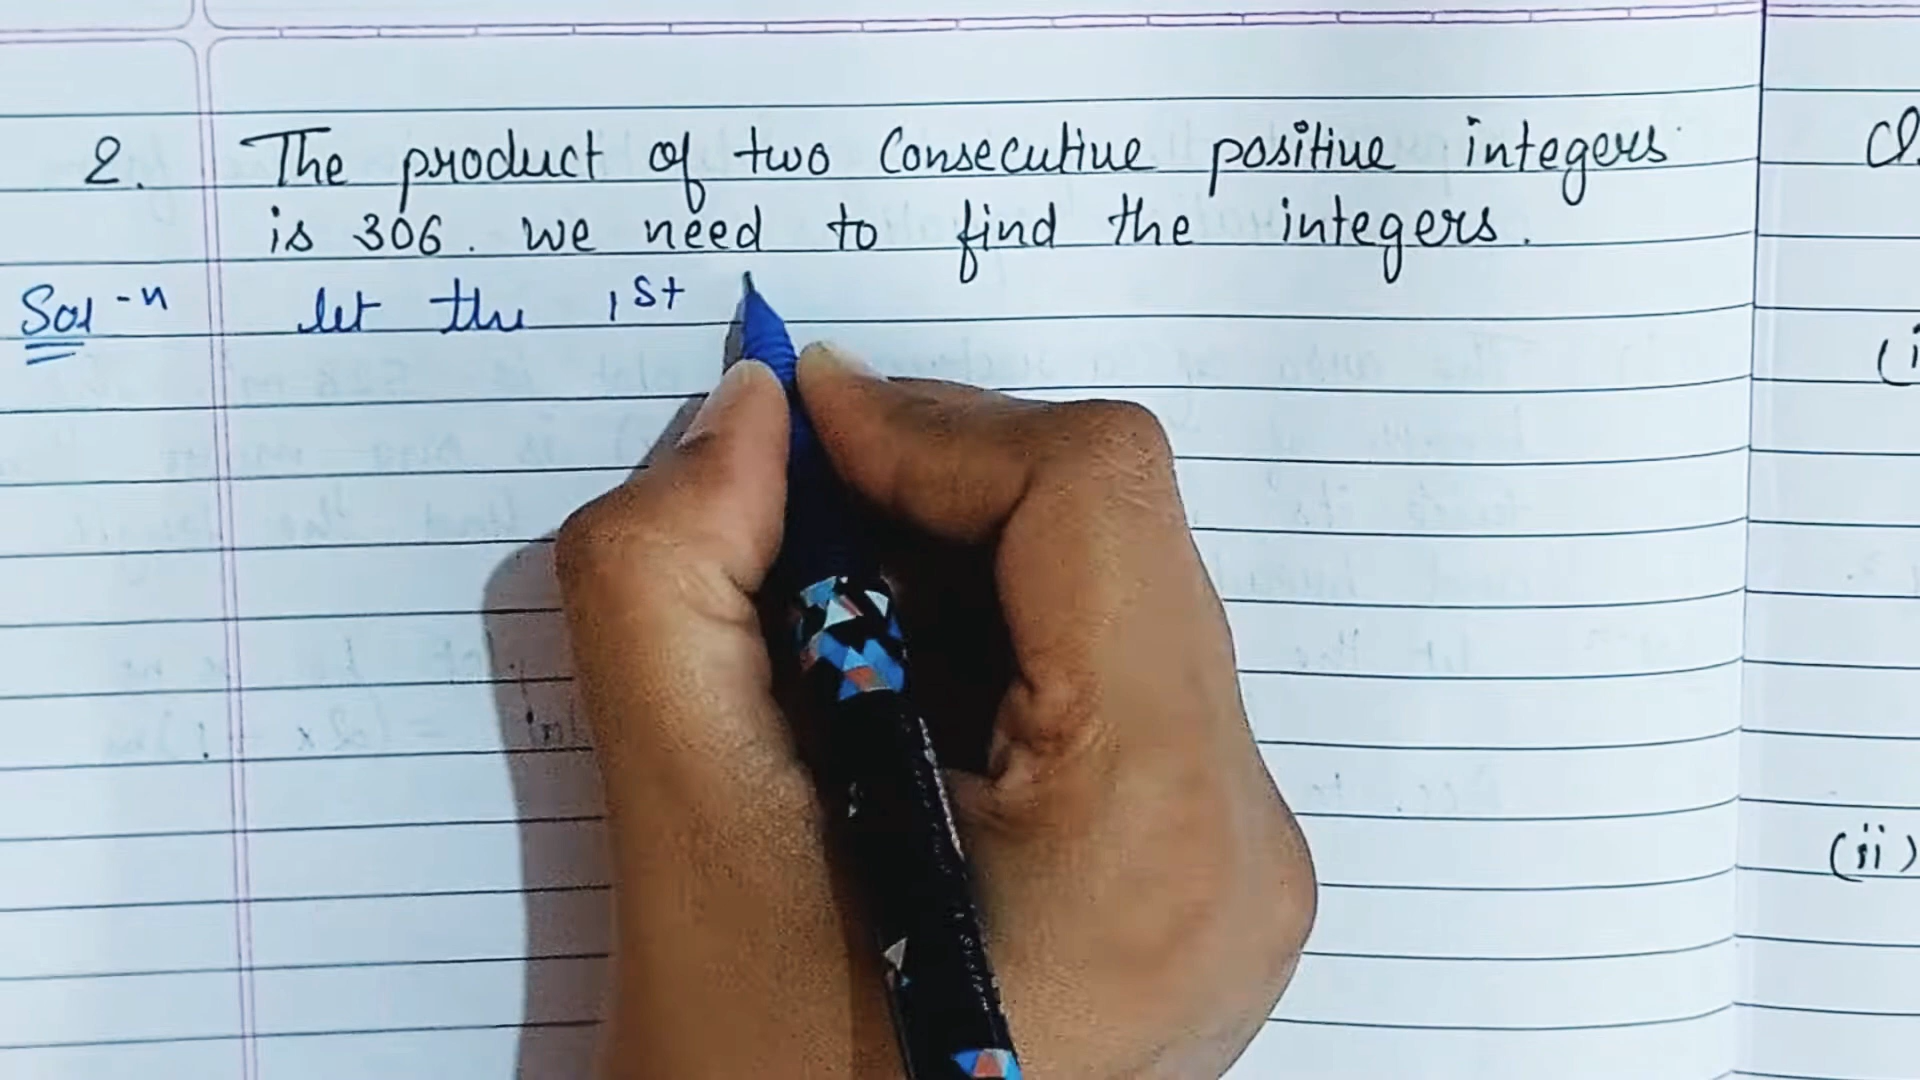 2. The product of two Consecutive positive integers
is 306. we need to find the integers.
Sol-n let the 1st
(i
(ii)